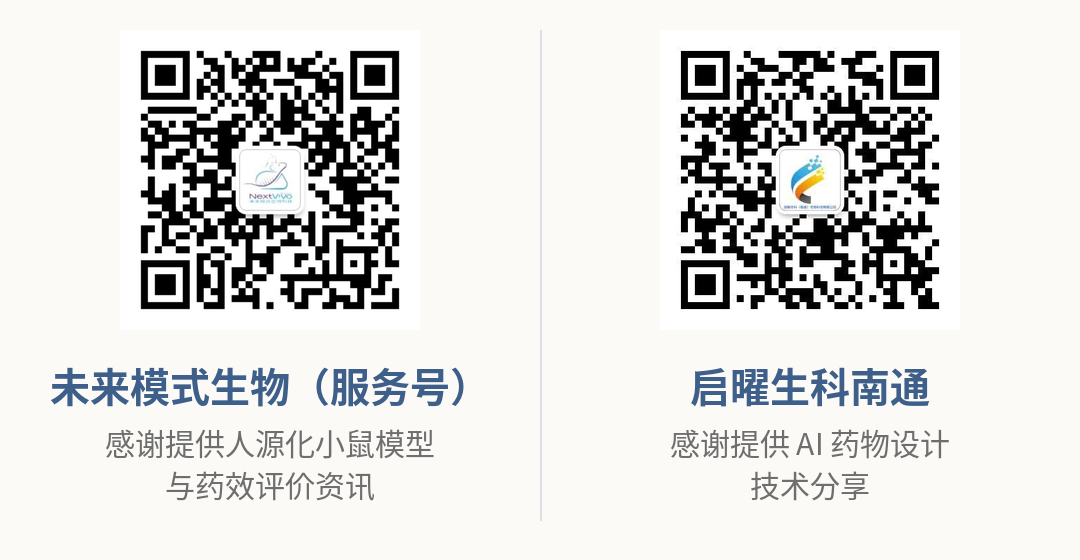 NextVivo
未来模式生物（服务号）
感谢提供人源化小鼠模型
与药效评价资讯
启曜生科南通
感谢提供 AI 药物设计
技术分享